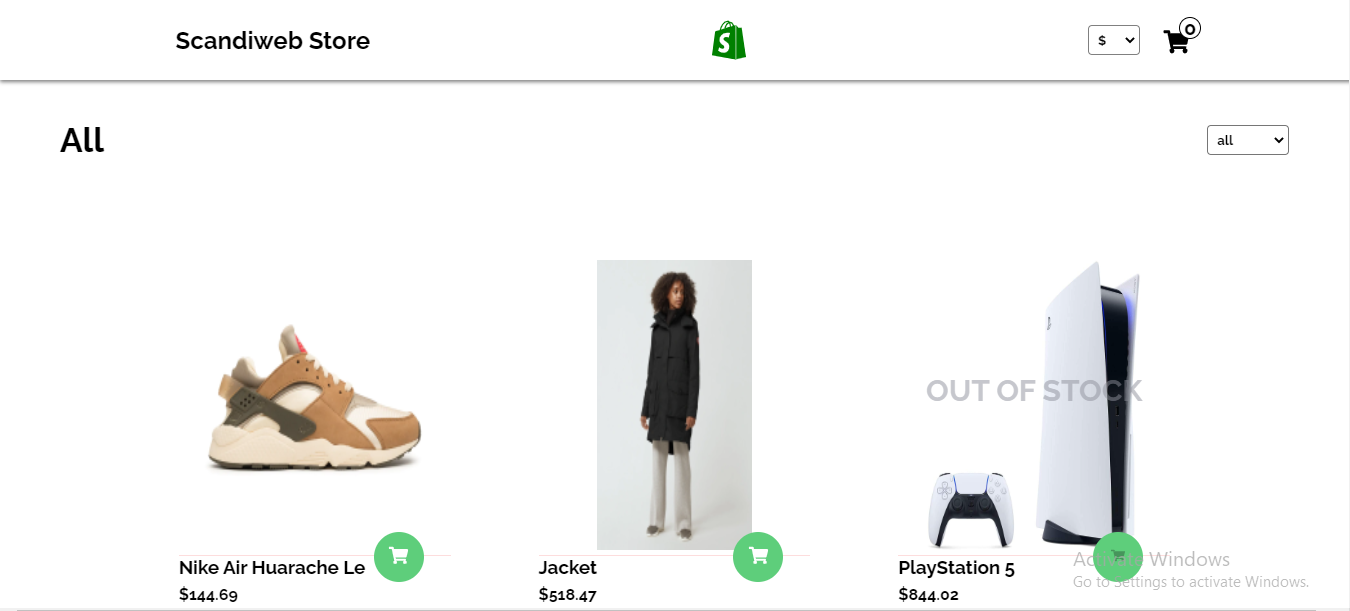 Scandiweb Store
S
$
0
All
all
OUT OF STOCK
Nike Air Huarache Le
$144.69
Jacket
$518.47
PlayStation 5
$844.02
Activate Windows
Go to Settings to activate Windows.